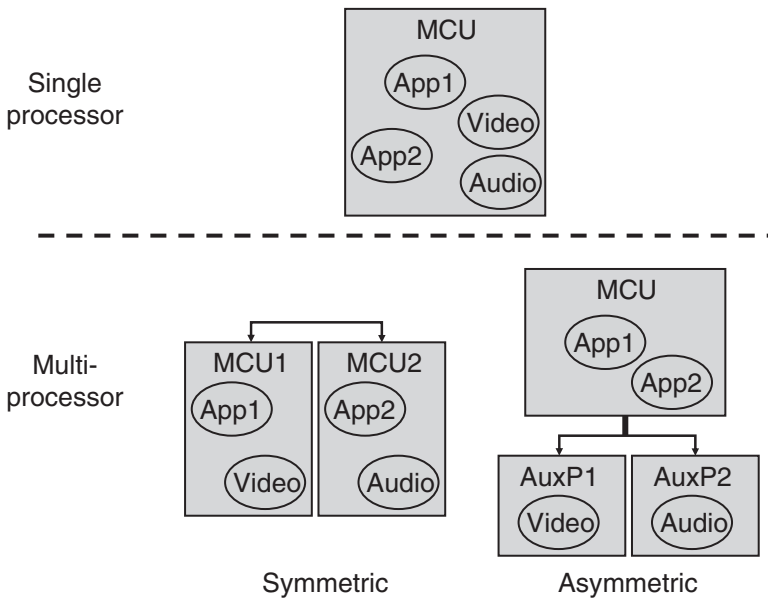 MCU
App1
Video
App2
Audio
Single
processor
Multi-
processor
MCU1
App1
Video
MCU2
App2
Audio
MCU
App1
App2
AuxP1
Video
AuxP2
Audio
Symmetric
Asymmetric